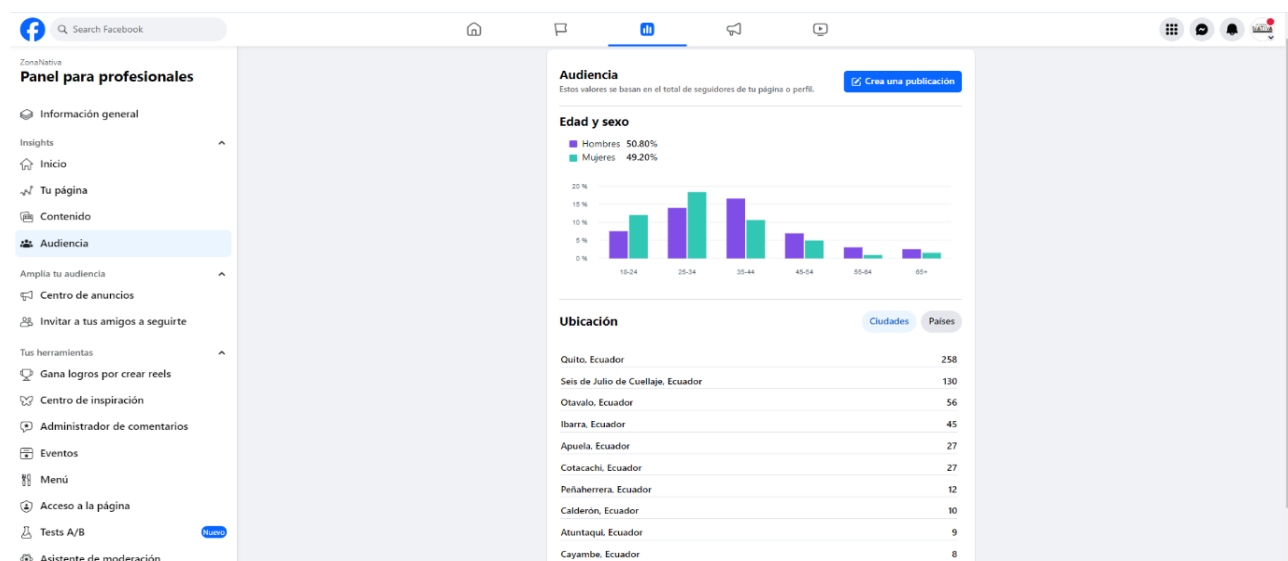 Search Facebook
ZonaNativa
Panel para profesionales
Información general
Insights
Inicio
Tu página
Contenido
Audiencia
Amplía tu audiencia
Centro de anuncios
Invitar a tus amigos a seguirte
Tus herramientas
Gana logros por crear reels
Centro de inspiración
Administrador de comentarios
Eventos
Menú
Acceso a la página
Tests A/B Nuevo
Asistente de moderación
Audiencia
Estos valores se basan en el total de seguidores de tu página o perfil.
Crea una publicación
Edad y sexo
Hombres 50.80%
Mujeres 49.20%
20 %
15 %
10 %
5 %
0 %
18-24 25-34 35-44 45-54 55-64 65+
Ubicación Ciudades Países
Quito, Ecuador 258
Seis de Julio de Cuellaje, Ecuador 130
Otavalo, Ecuador 56
Ibarra, Ecuador 45
Apuela, Ecuador 27
Cotacachi, Ecuador 27
Peñaherrera, Ecuador 12
Calderón, Ecuador 10
Atuntaqui, Ecuador 9
Cayambe, Ecuador 8